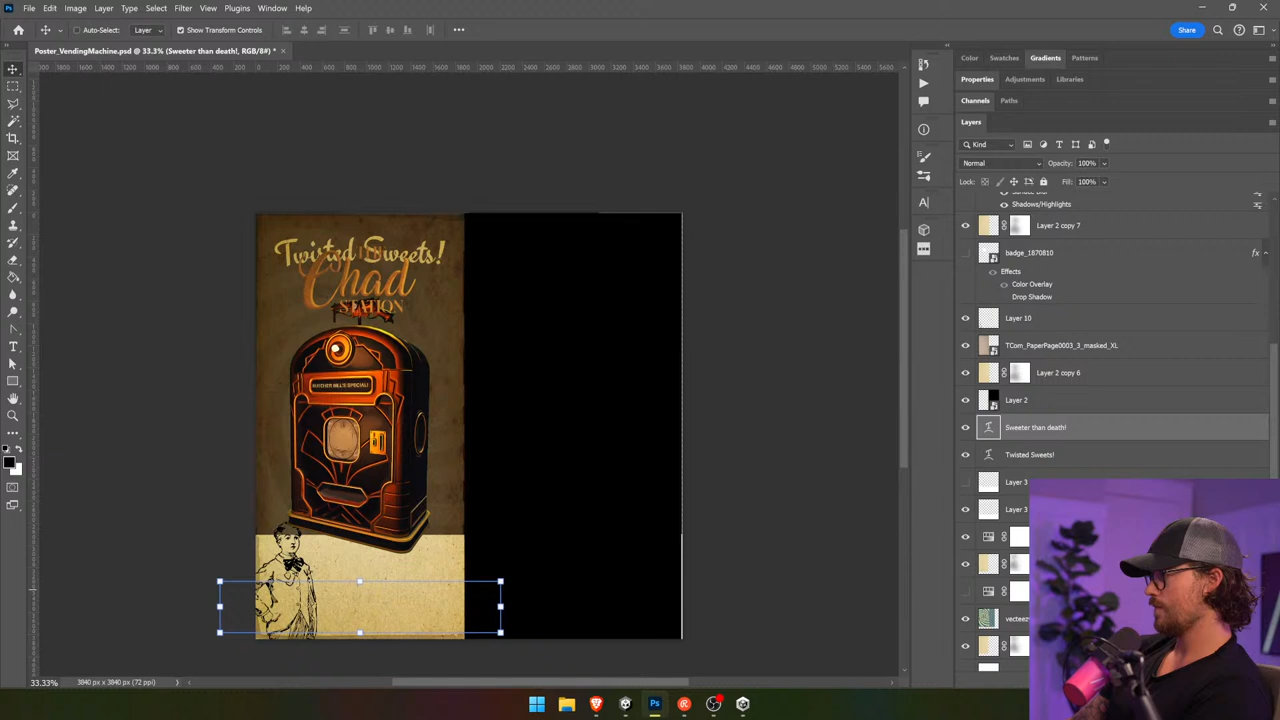 File Edit Image Layer Type Select Filter View Plugins Window Help
Auto-Select: Layer Show Transform Controls Share
Poster_VendingMachine.psd @ 33.3% (Sweeter than death!, RGB/8#) *
Color Swatches Gradients Patterns
Properties Adjustments Libraries
Channels Paths
Layers
Kind
Normal Opacity: 100%
Lock: Fill: 100%
Shadows/Highlights
Layer 2 copy 7
badge_1870810 fx
Effects
Color Overlay
Drop Shadow
Layer 10
TCom_PaperPage0003_3_masked_XL
Layer 2 copy 6
Layer 2
Sweeter than death!
Twisted Sweets!
Layer 3
Layer 3
vecteez
Twisted Sweets!
Chad
STATION
33.33% 3840 px x 3840 px (72 ppi)